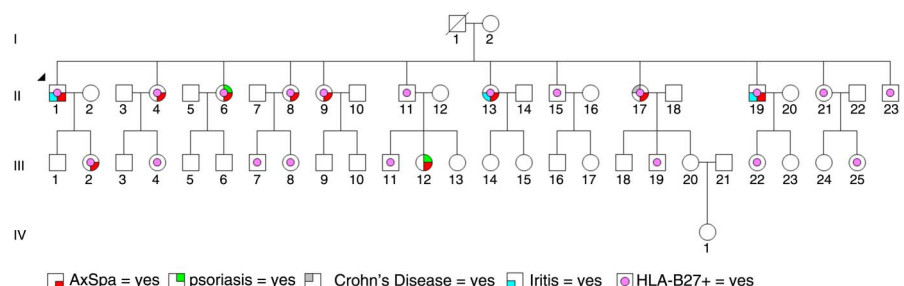 I
1 2
II
1 2 3 4 5 6 7 8 9 10 11 12 13 14 15 16 17 18 19 20 21 22 23
III
1 2 3 4 5 6 7 8 9 10 11 12 13 14 15 16 17 18 19 20 21 22 23 24 25
IV
1
AxSpa = yes psoriasis = yes Crohn's Disease = yes Iritis = yes HLA-B27+ = yes